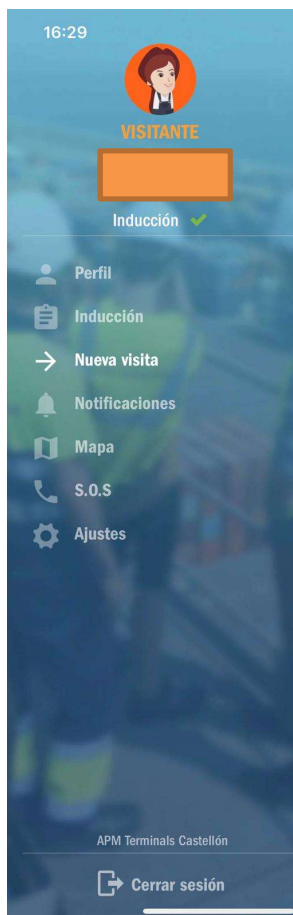 16:29
VISITANTE
Inducción
Perfil
Inducción
Nueva visita
Notificaciones
Mapa
S.O.S
Ajustes
APM Terminals Castellón
Cerrar sesión